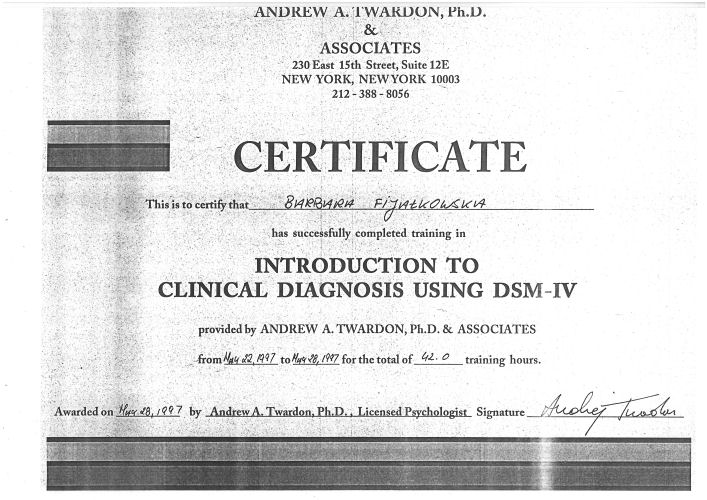 ANDREW A. TWARDON, Ph.D.
&
ASSOCIATES
230 East 15th Street, Suite 12E
NEW YORK, NEW YORK 10003
212 - 388 - 8056
CERTIFICATE
This is to certify that BARBARA FIJAŁKOWSKA
has successfully completed training in
INTRODUCTION TO
CLINICAL DIAGNOSIS USING DSM-IV
provided by ANDREW A. TWARDON, Ph.D. & ASSOCIATES
from May 22, 1997 to May 28, 1997 for the total of 42.0 training hours.
Awarded on May 28, 1997 by Andrew A. Twardon, Ph.D., Licensed Psychologist Signature Andrzej Twardon